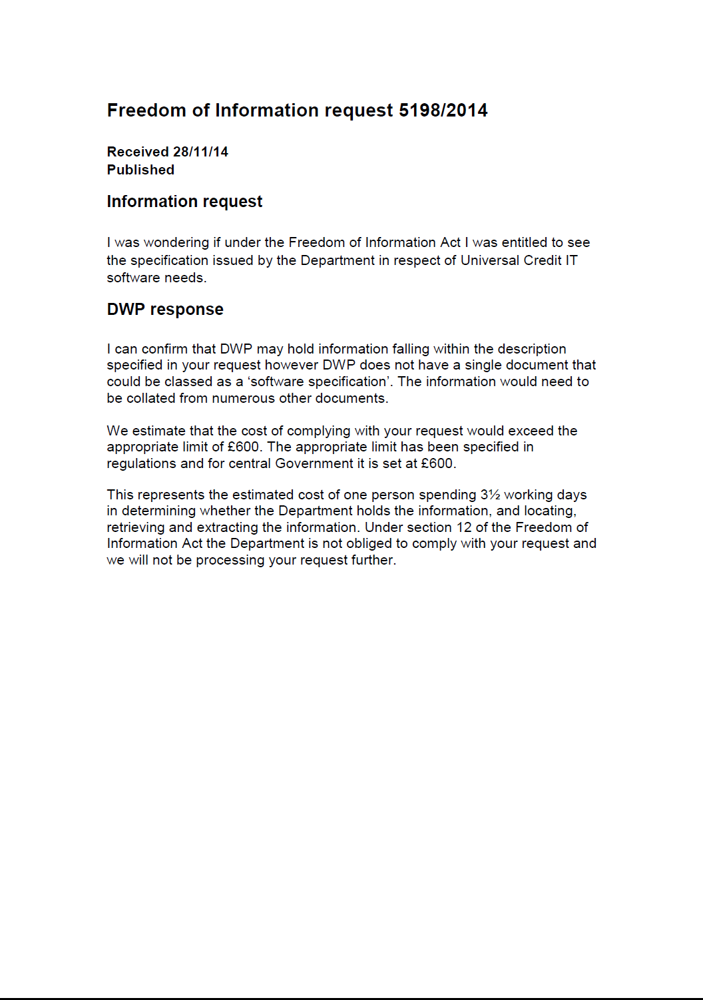 Freedom of Information request 5198/2014
Received 28/11/14
Published
Information request
I was wondering if under the Freedom of Information Act I was entitled to see
the specification issued by the Department in respect of Universal Credit IT
software needs.
DWP response
I can confirm that DWP may hold information falling within the description
specified in your request however DWP does not have a single document that
could be classed as a ‘software specification’. The information would need to
be collated from numerous other documents.
We estimate that the cost of complying with your request would exceed the
appropriate limit of £600. The appropriate limit has been specified in
regulations and for central Government it is set at £600.
This represents the estimated cost of one person spending 3½ working days
in determining whether the Department holds the information, and locating,
retrieving and extracting the information. Under section 12 of the Freedom of
Information Act the Department is not obliged to comply with your request and
we will not be processing your request further.